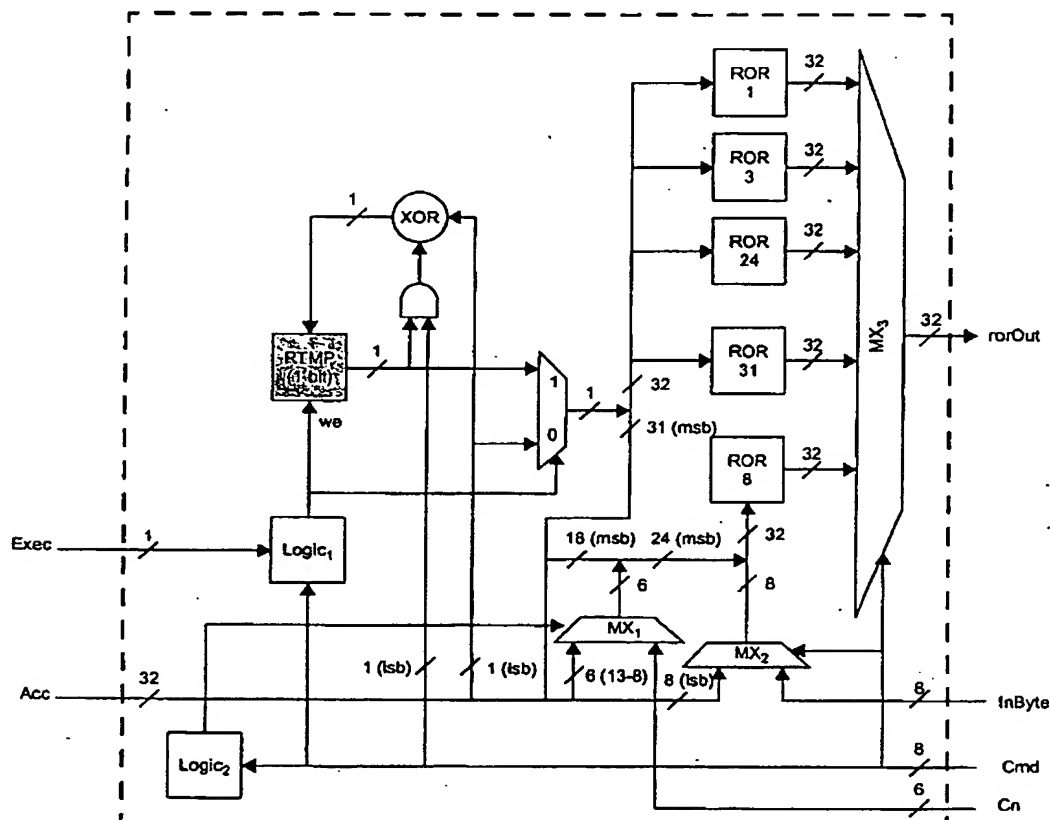 ROR
1
32
ROR
3
32
1
XOR
ROR
24
32
MX3
32
rorOut
RTMP
(1-bit)
1
1
0
1
32
31 (msb)
ROR
31
32
we
ROR
8
32
Exec
1
Logic1
18 (msb)
24 (msb)
32
6
8
MX1
MX2
1 (lsb)
1 (lsb)
6 (13-8)
8 (lsb)
Acc
32
8
InByte
Logic2
8
Cmd
6
Cn